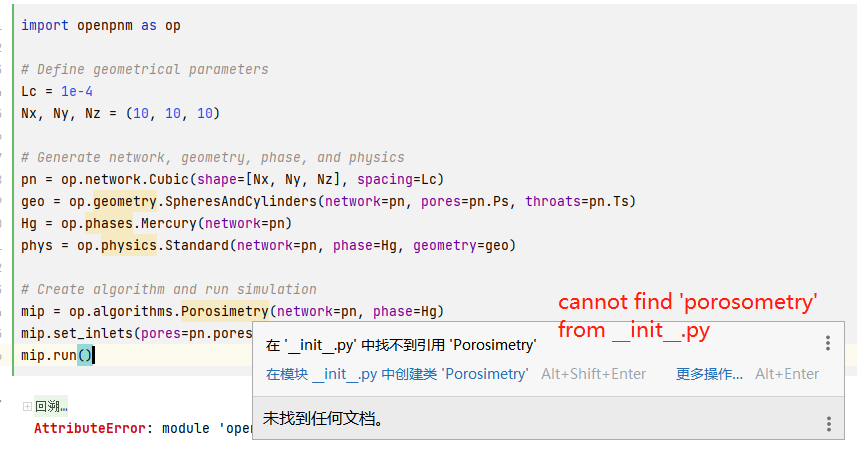 import openpnm as op
# Define geometrical parameters
Lc = 1e-4
Nx, Ny, Nz = (10, 10, 10)
# Generate network, geometry, phase, and physics
pn = op.network.Cubic(shape=[Nx, Ny, Nz], spacing=Lc)
geo = op.geometry.SpheresAndCylinders(network=pn, pores=pn.Ps, throats=pn.Ts)
Hg = op.phases.Mercury(network=pn)
phys = op.physics.Standard(network=pn, phase=Hg, geometry=geo)
# Create algorithm and run simulation
mip = op.algorithms.Porosimetry(network=pn, phase=Hg)
mip.set_inlets(pores=pn.pores
mip.run()
cannot find 'porosometry'
from __init__.py
在 '__init__.py' 中找不到引用 'Porosimetry'
在模块 __init__.py 中创建类 'Porosimetry' Alt+Shift+Enter 更多操作... Alt+Enter
未找到任何文档。
回溯…
AttributeError: module 'oper